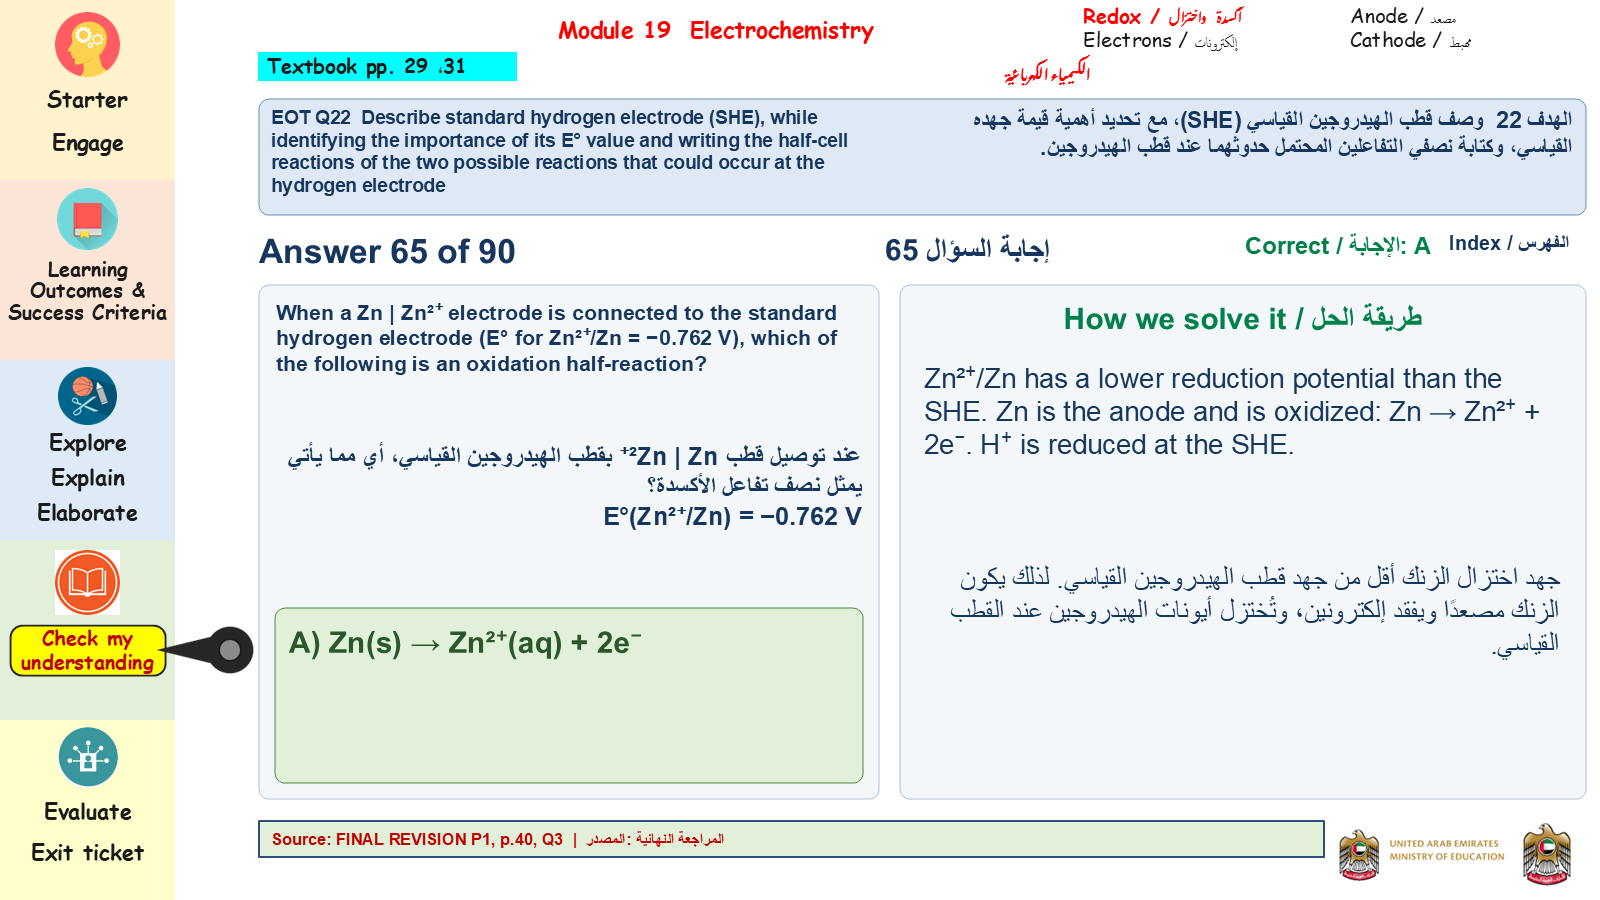 Starter
Engage
Learning
Outcomes &
Success Criteria
Explore
Explain
Elaborate
Check my
understanding
Evaluate
Exit ticket
Module 19 Electrochemistry
Redox / أكسدة واختزال
Electrons / إلكترونات
Anode / مصعد
Cathode / مهبط
الكيمياء الكهربائية
Textbook pp. 29 ،31
EOT Q22 Describe standard hydrogen electrode (SHE), while
identifying the importance of its E° value and writing the half-cell
reactions of the two possible reactions that could occur at the
hydrogen electrode
الهدف 22 وصف قطب الهيدروجين القياسي (SHE)، مع تحديد أهمية قيمة جهده
القياسي، وكتابة نصفي التفاعلين المحتمل حدوثهما عند قطب الهيدروجين.
Answer 65 of 90
إجابة السؤال 65
Correct / الإجابة: A
Index / الفهرس
When a Zn | Zn²⁺ electrode is connected to the standard
hydrogen electrode (E° for Zn²⁺/Zn = −0.762 V), which of
the following is an oxidation half-reaction?
عند توصيل قطب Zn | Zn²⁺ بقطب الهيدروجين القياسي، أي مما يأتي
يمثل نصف تفاعل الأكسدة؟
E°(Zn²⁺/Zn) = −0.762 V
A) Zn(s) → Zn²⁺(aq) + 2e⁻
How we solve it / طريقة الحل
Zn²⁺/Zn has a lower reduction potential than the
SHE. Zn is the anode and is oxidized: Zn → Zn²⁺ +
2e⁻. H⁺ is reduced at the SHE.
جهد اختزال الزنك أقل من جهد قطب الهيدروجين القياسي. لذلك يكون
الزنك مصعدًا ويفقد إلكترونين، وتُختزل أيونات الهيدروجين عند القطب
القياسي.
Source: FINAL REVISION P1, p.40, Q3 | المراجعة النهائية :المصدر
UNITED ARAB EMIRATES
MINISTRY OF EDUCATION